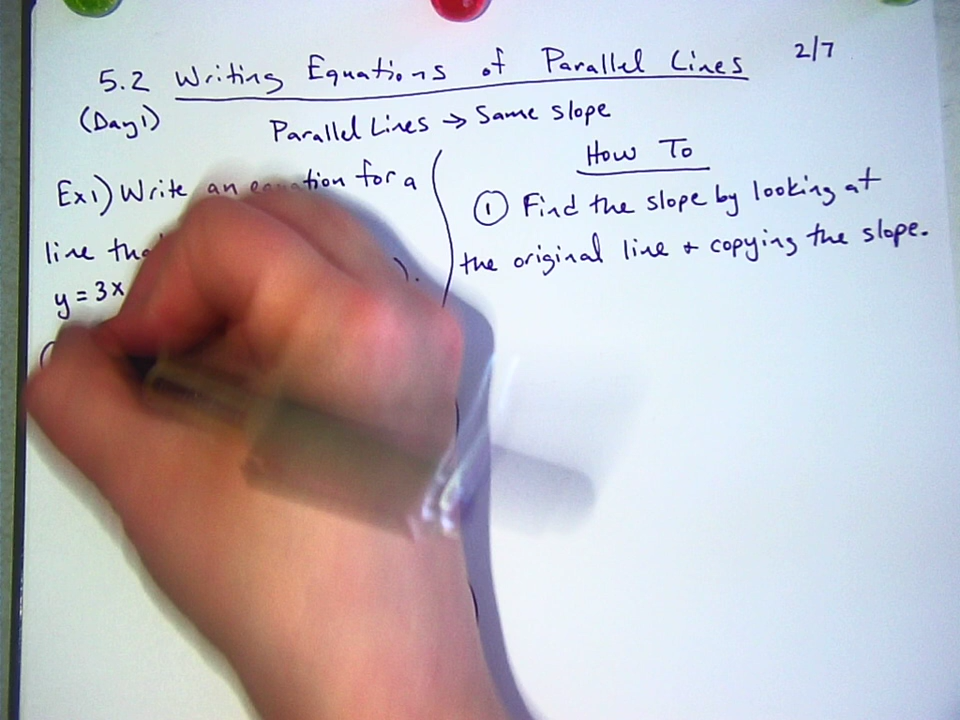 5.2 Writing Equations of Parallel Lines 2/7
(Day 1)
Parallel Lines → Same slope
Ex1) Write an equation for a
line
y = 3x
How To
① Find the slope by looking at
the original line + copying the slope.